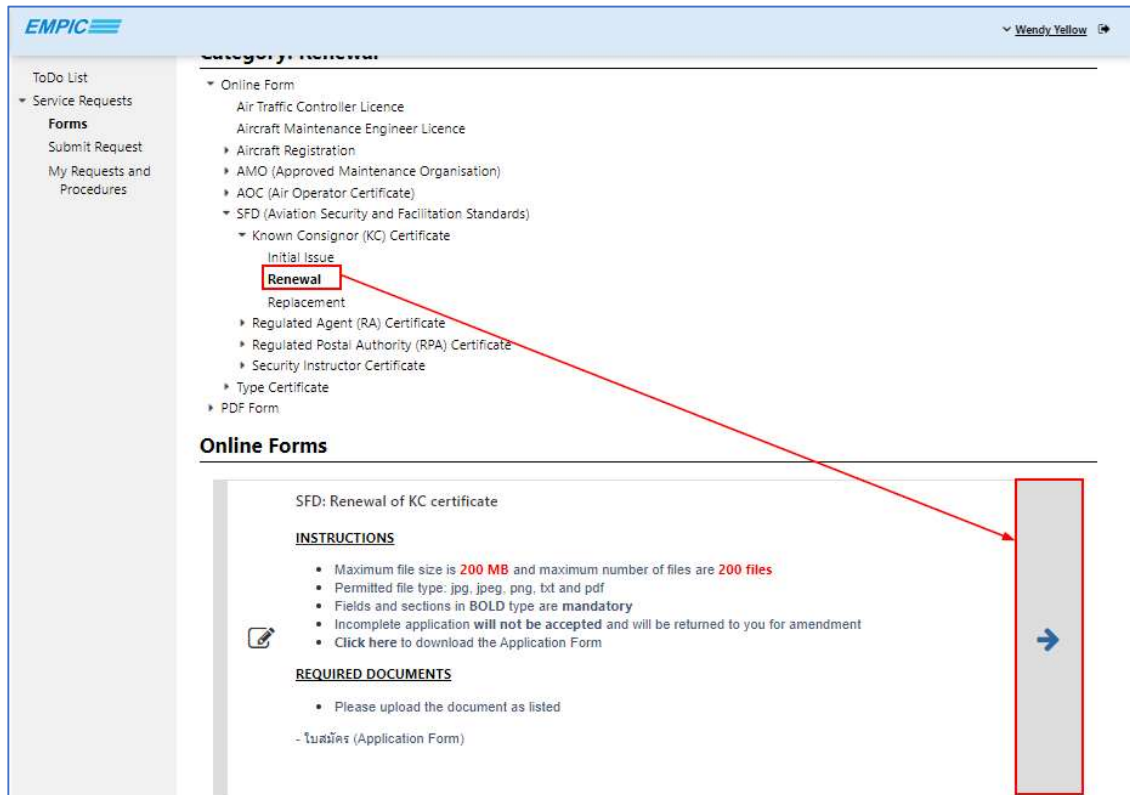 EMPIC
Wendy Yellow
Category: Renewal
ToDo List
Service Requests
Forms
Submit Request
My Requests and
Procedures
Online Form
Air Traffic Controller Licence
Aircraft Maintenance Engineer Licence
Aircraft Registration
AMO (Approved Maintenance Organisation)
AOC (Air Operator Certificate)
SFD (Aviation Security and Facilitation Standards)
Known Consignor (KC) Certificate
Initial Issue
Renewal
Replacement
Regulated Agent (RA) Certificate
Regulated Postal Authority (RPA) Certificate
Security Instructor Certificate
Type Certificate
PDF Form
Online Forms
SFD: Renewal of KC certificate
INSTRUCTIONS
• Maximum file size is 200 MB and maximum number of files are 200 files
• Permitted file type: jpg, jpeg, png, txt and pdf
• Fields and sections in BOLD type are mandatory
• Incomplete application will not be accepted and will be returned to you for amendment
• Click here to download the Application Form
REQUIRED DOCUMENTS
• Please upload the document as listed
- ใบสมัคร (Application Form)